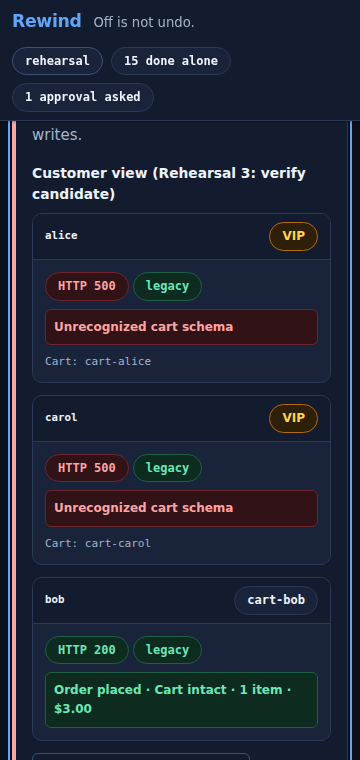 Rewind Off is not undo.
rehearsal 15 done alone
1 approval asked
writes.
Customer view (Rehearsal 3: verify
candidate)
alice VIP
HTTP 500 legacy
Unrecognized cart schema
Cart: cart-alice
carol VIP
HTTP 500 legacy
Unrecognized cart schema
Cart: cart-carol
bob cart-bob
HTTP 200 legacy
Order placed · Cart intact · 1 item ·
$3.00